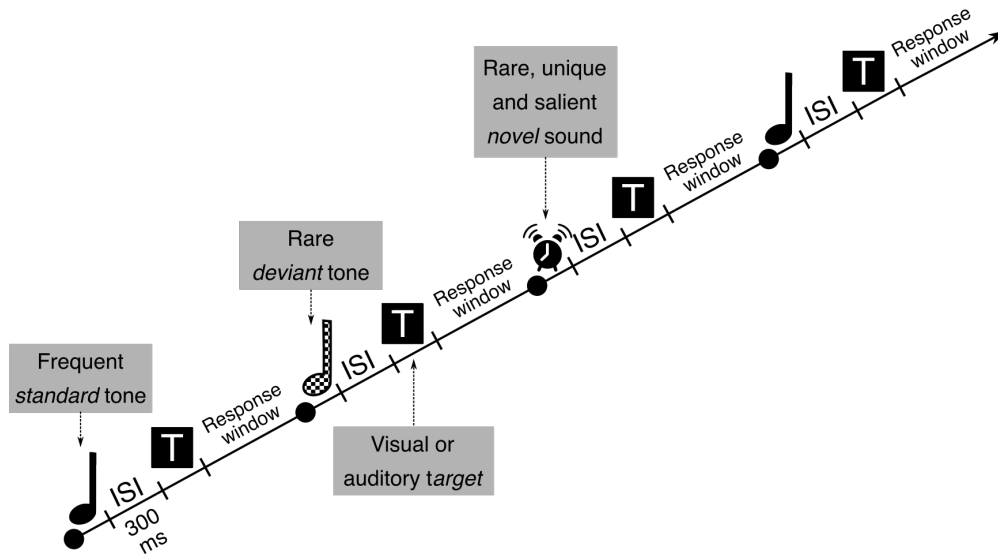 Frequent
standard tone
ISI
300
ms
T
Response
window
Rare
deviant tone
ISI
T
Visual or
auditory target
Response
window
Rare, unique
and salient
novel sound
ISI
T
Response
window
ISI
T
Response
window